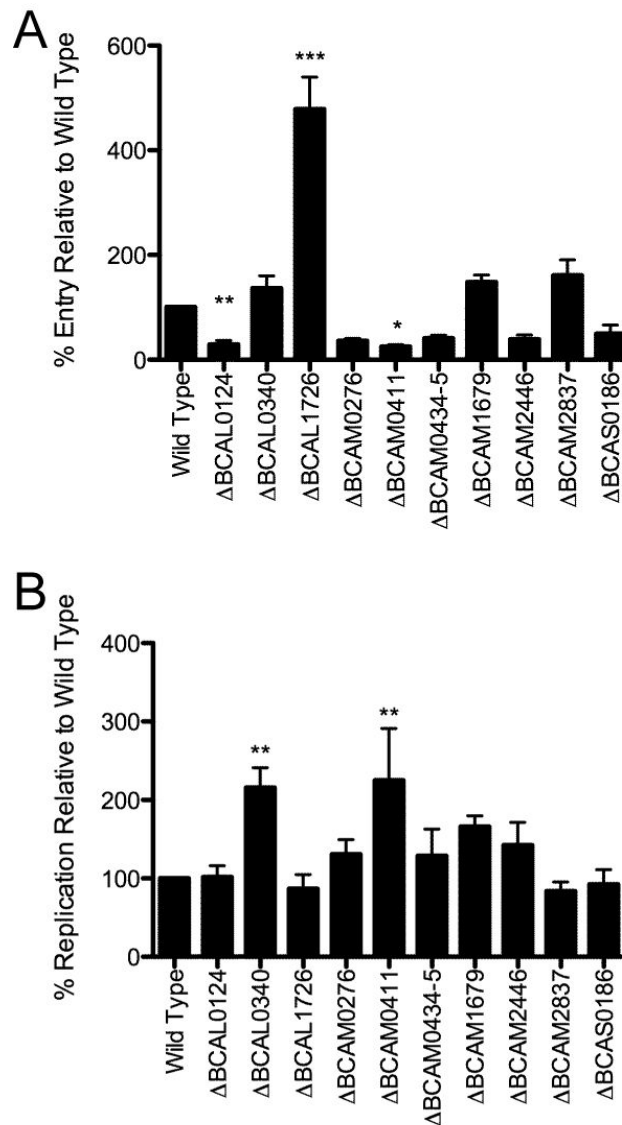 A
% Entry Relative to Wild Type
600
400
200
0
**
***
*
Wild Type
ΔBCAL0124
ΔBCAL0340
ΔBCAL1726
ΔBCAM0276
ΔBCAM0411
ΔBCAM0434-5
ΔBCAM1679
ΔBCAM2446
ΔBCAM2837
ΔBCAS0186
B
% Replication Relative to Wild Type
400
300
200
100
0
**
**
Wild Type
ΔBCAL0124
ΔBCAL0340
ΔBCAL1726
ΔBCAM0276
ΔBCAM0411
ΔBCAM0434-5
ΔBCAM1679
ΔBCAM2446
ΔBCAM2837
ΔBCAS0186